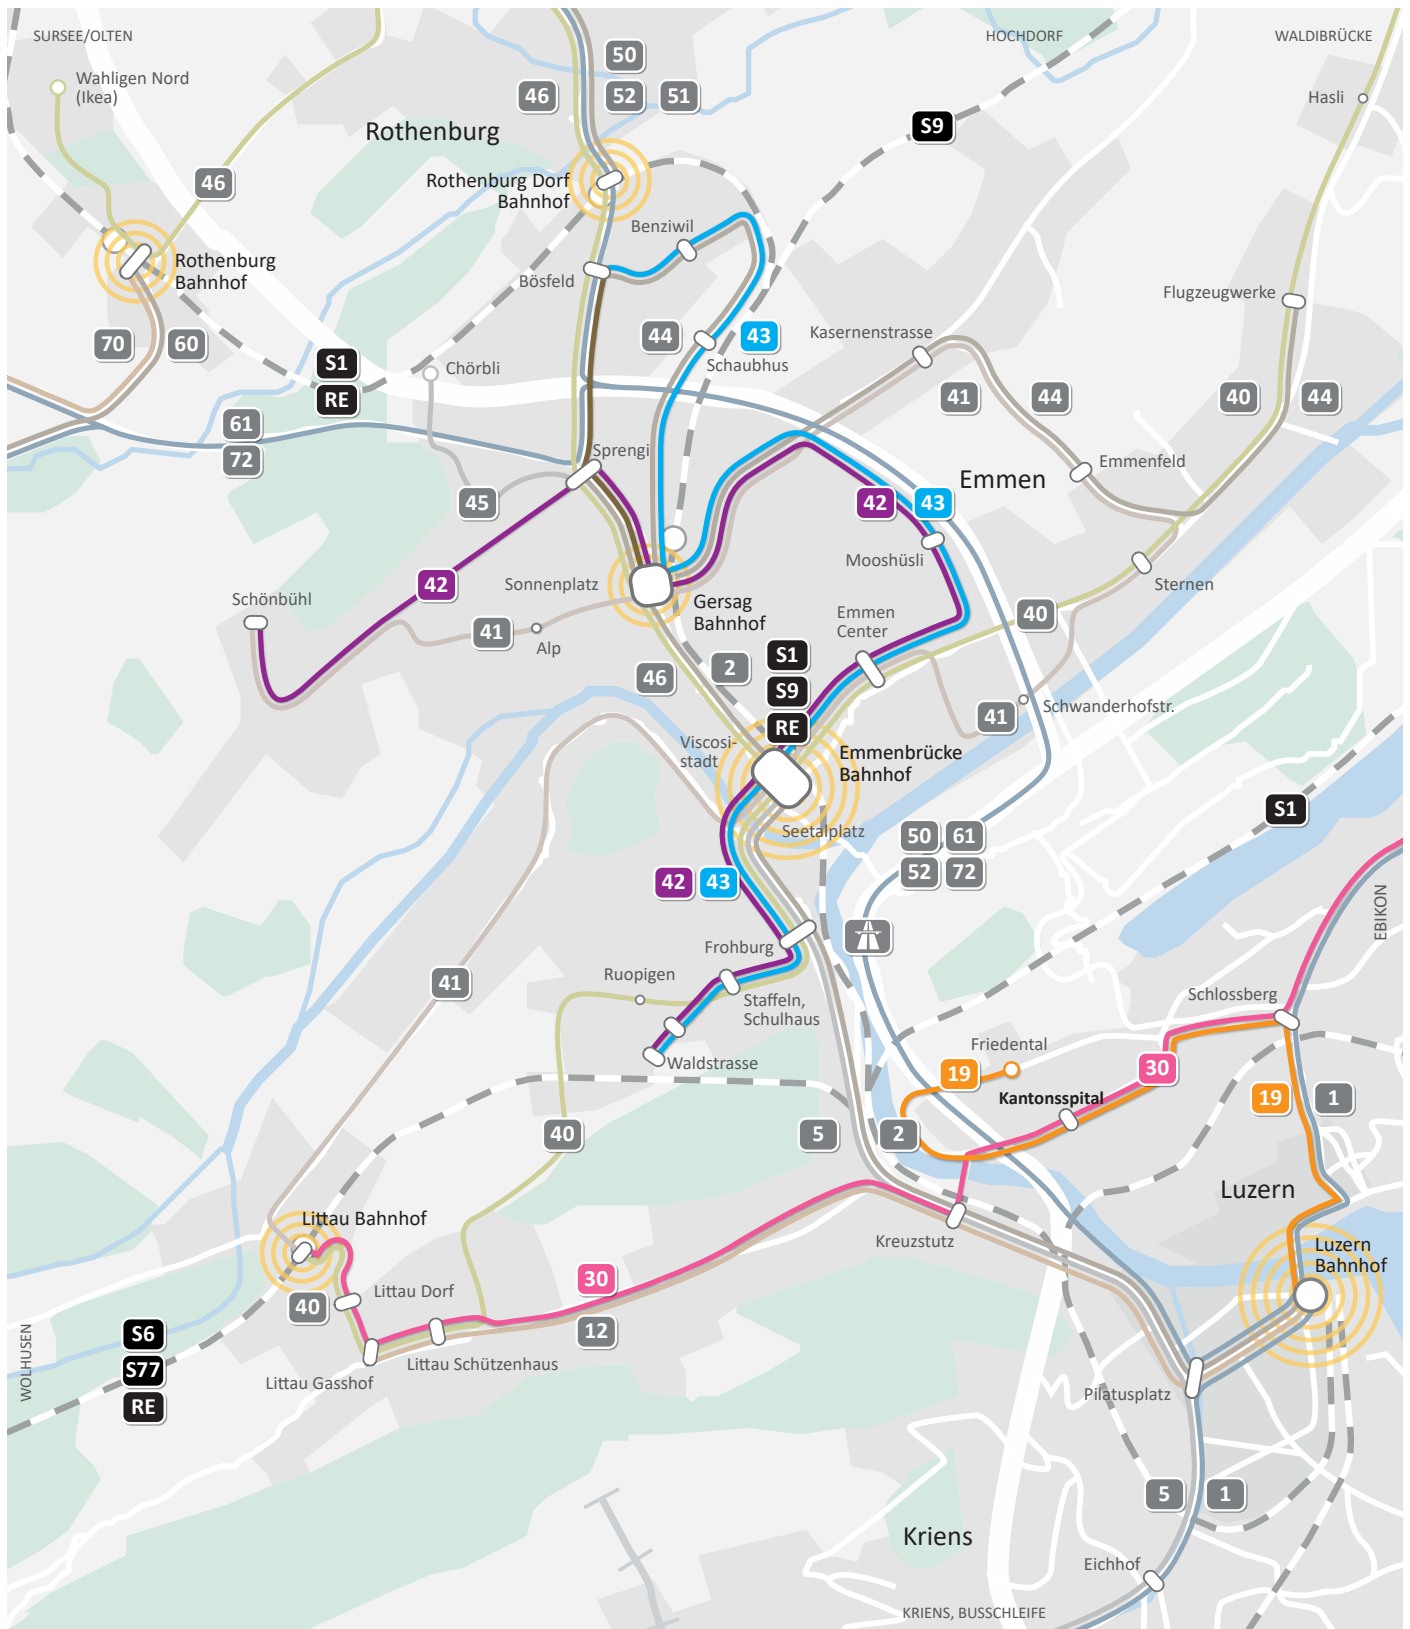 SURSEE/OLTEN
HOCHDORF
WALDIBRÜCKE
50
Wahligen Nord
(Ikea)
46
52
51
Hasli
S9
Rothenburg
46
Rothenburg Dorf
Bahnhof
Benziwil
Rothenburg
Bahnhof
Bösfeld
Flugzeugwerke
70
60
44
43
Kasernenstrasse
S1
Schaubhus
Chörbli
RE
41
44
40
44
61
72
Sprengi
Emmenfeld
Emmen
45
42
43
Mooshüsli
42
Sonnenplatz
Sternen
Schönbühl
Gersag
Bahnhof
Emmen
Center
40
41
Alp
S1
46
2
S9
Schwanderhofstr.
41
RE
Viscosi-
stadt
Emmenbrücke
Bahnhof
S1
Seetalplatz
50
61
52
72
42
43
EBIKON
Frohburg
Ruopigen
41
Staffeln,
Schulhaus
Schlossberg
Friedental
Waldstrasse
19
30
Kantonsspital
19
1
40
5
2
Luzern
Littau Bahnhof
Kreuzstutz
Luzern
Bahnhof
30
Littau Dorf
40
12
S6
WOLHUSEN
Littau Schützenhaus
S77
Littau Gasshof
Pilatusplatz
RE
5
1
Kriens
Eichhof
KRIENS, BUSSCHLEIFE